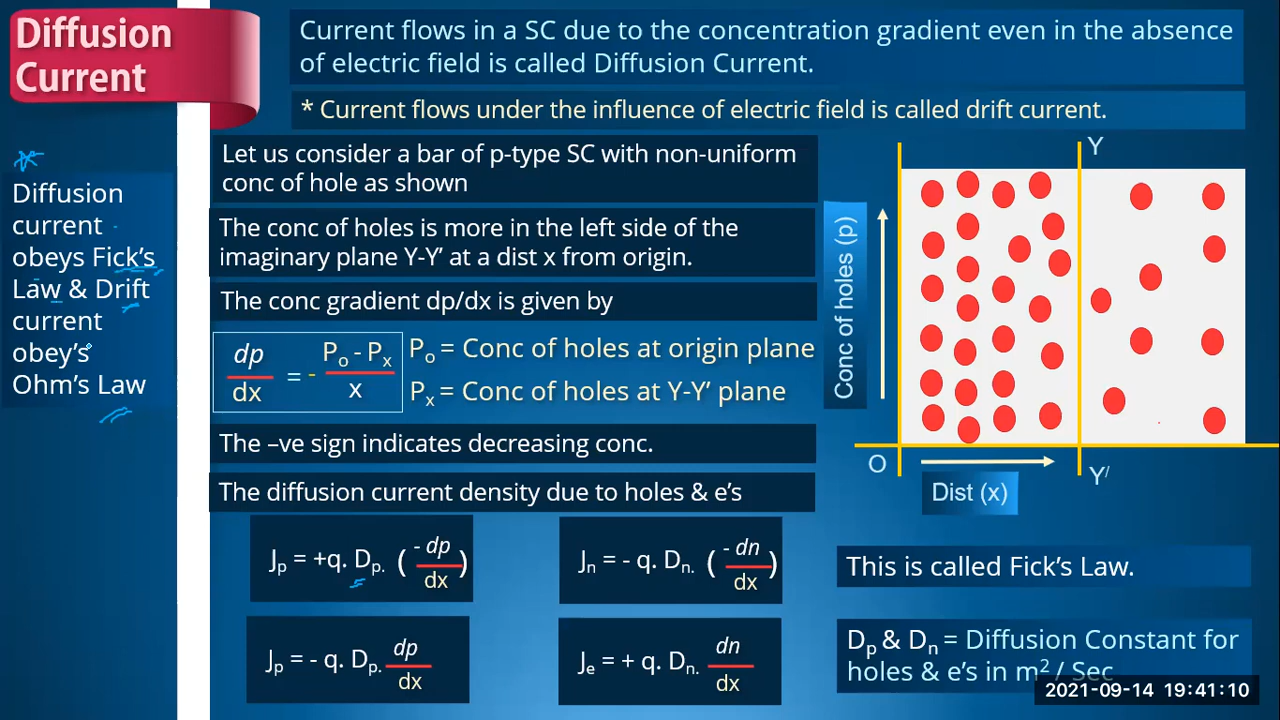 Diffusion
Current
Current flows in a SC due to the concentration gradient even in the absence
of electric field is called Diffusion Current.
* Current flows under the influence of electric field is called drift current.
Diffusion
current
obeys Fick's
Law & Drift
current
obey's
Ohm's Law
Let us consider a bar of p-type SC with non-uniform
conc of hole as shown
The conc of holes is more in the left side of the
imaginary plane Y-Y' at a dist x from origin.
The conc gradient dp/dx is given by
dp/dx = - (Po - Px)/x
Po = Conc of holes at origin plane
Px = Conc of holes at Y-Y' plane
The –ve sign indicates decreasing conc.
The diffusion current density due to holes & e's
Jp = +q. Dp. (-dp/dx)
Jn = - q. Dn. (-dn/dx)
Jp = - q. Dp. dp/dx
Je = + q. Dn. dn/dx
Y
Conc of holes (p)
O
Dist (x)
Y/
This is called Fick's Law.
Dp & Dn = Diffusion Constant for
holes & e's in m² / Sec
2021-09-14 19:41:10